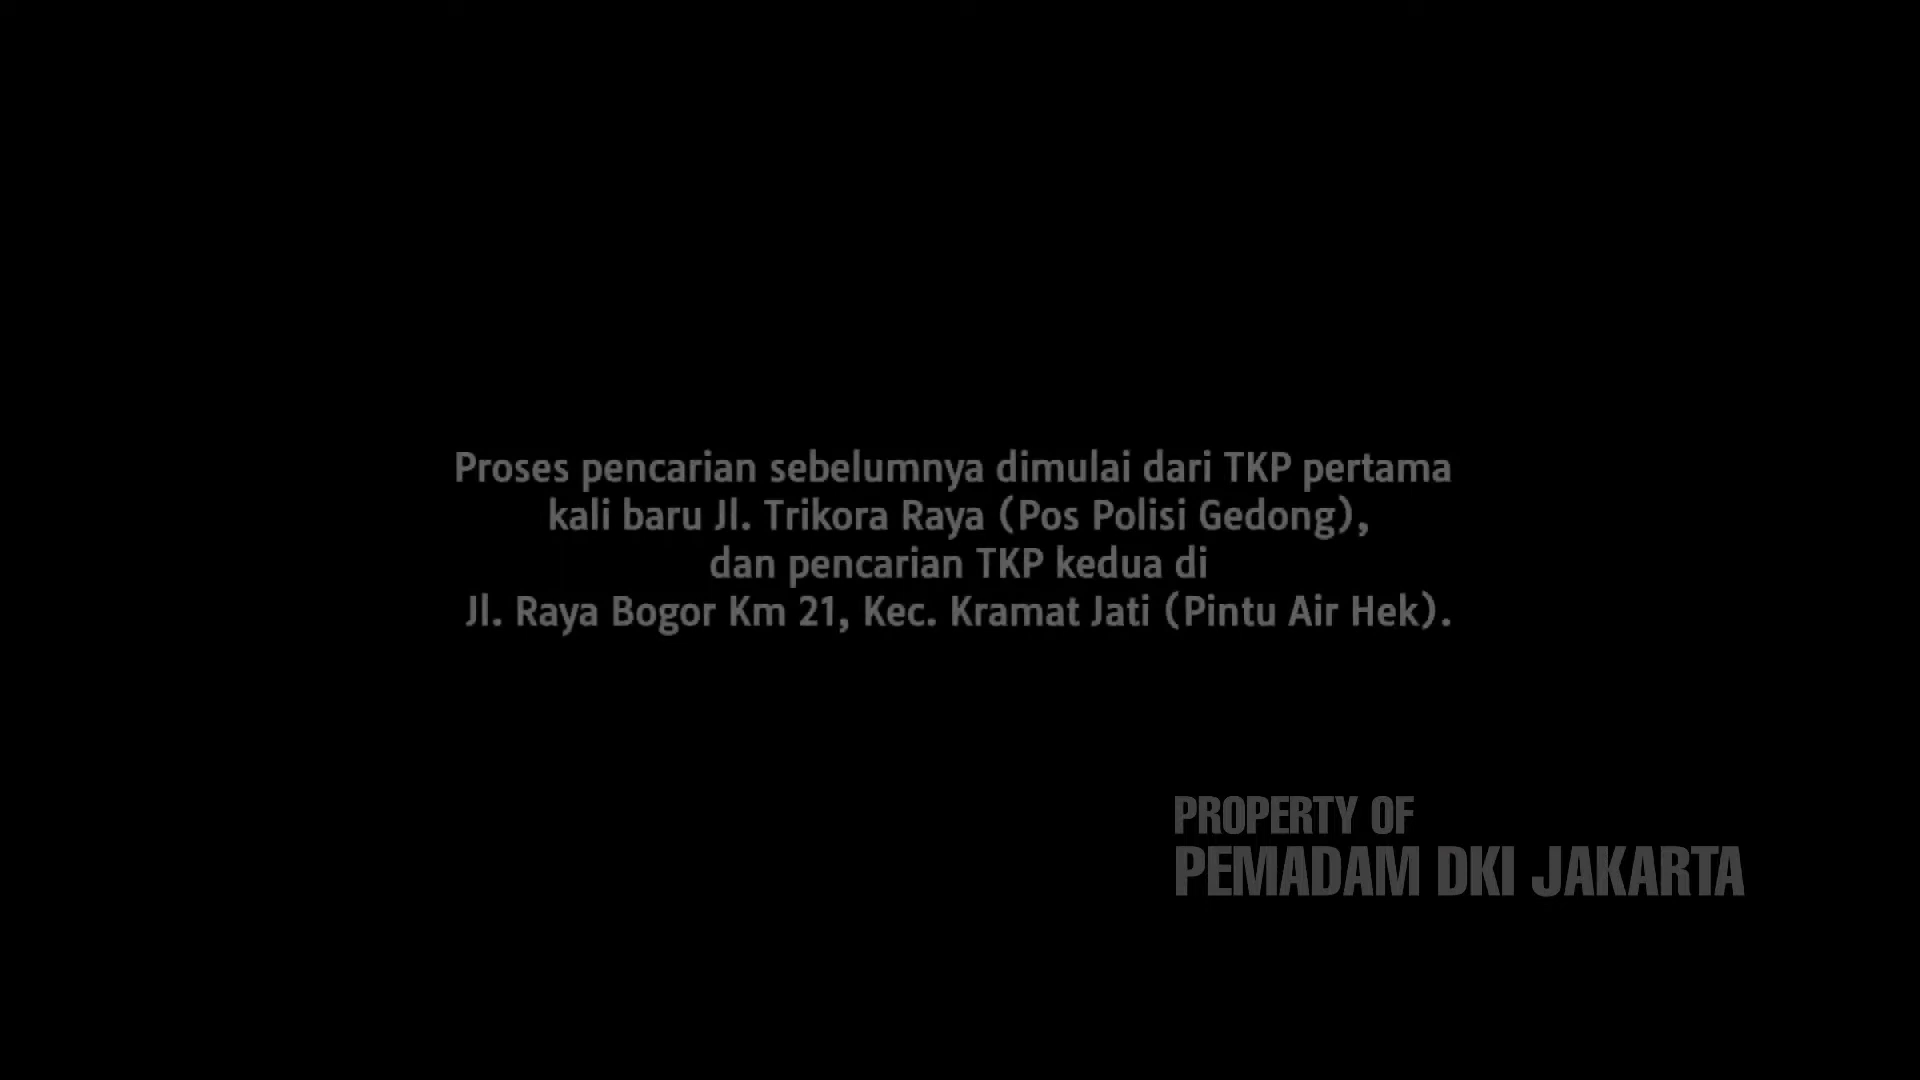 Proses pencarian sebelumnya dimulai dari TKP pertama
kali baru Jl. Trikora Raya (Pos Polisi Gedong),
dan pencarian TKP kedua di
Jl. Raya Bogor Km 21, Kec. Kramat Jati (Pintu Air Hek).
PROPERTY OF
PEMADAM DKI JAKARTA